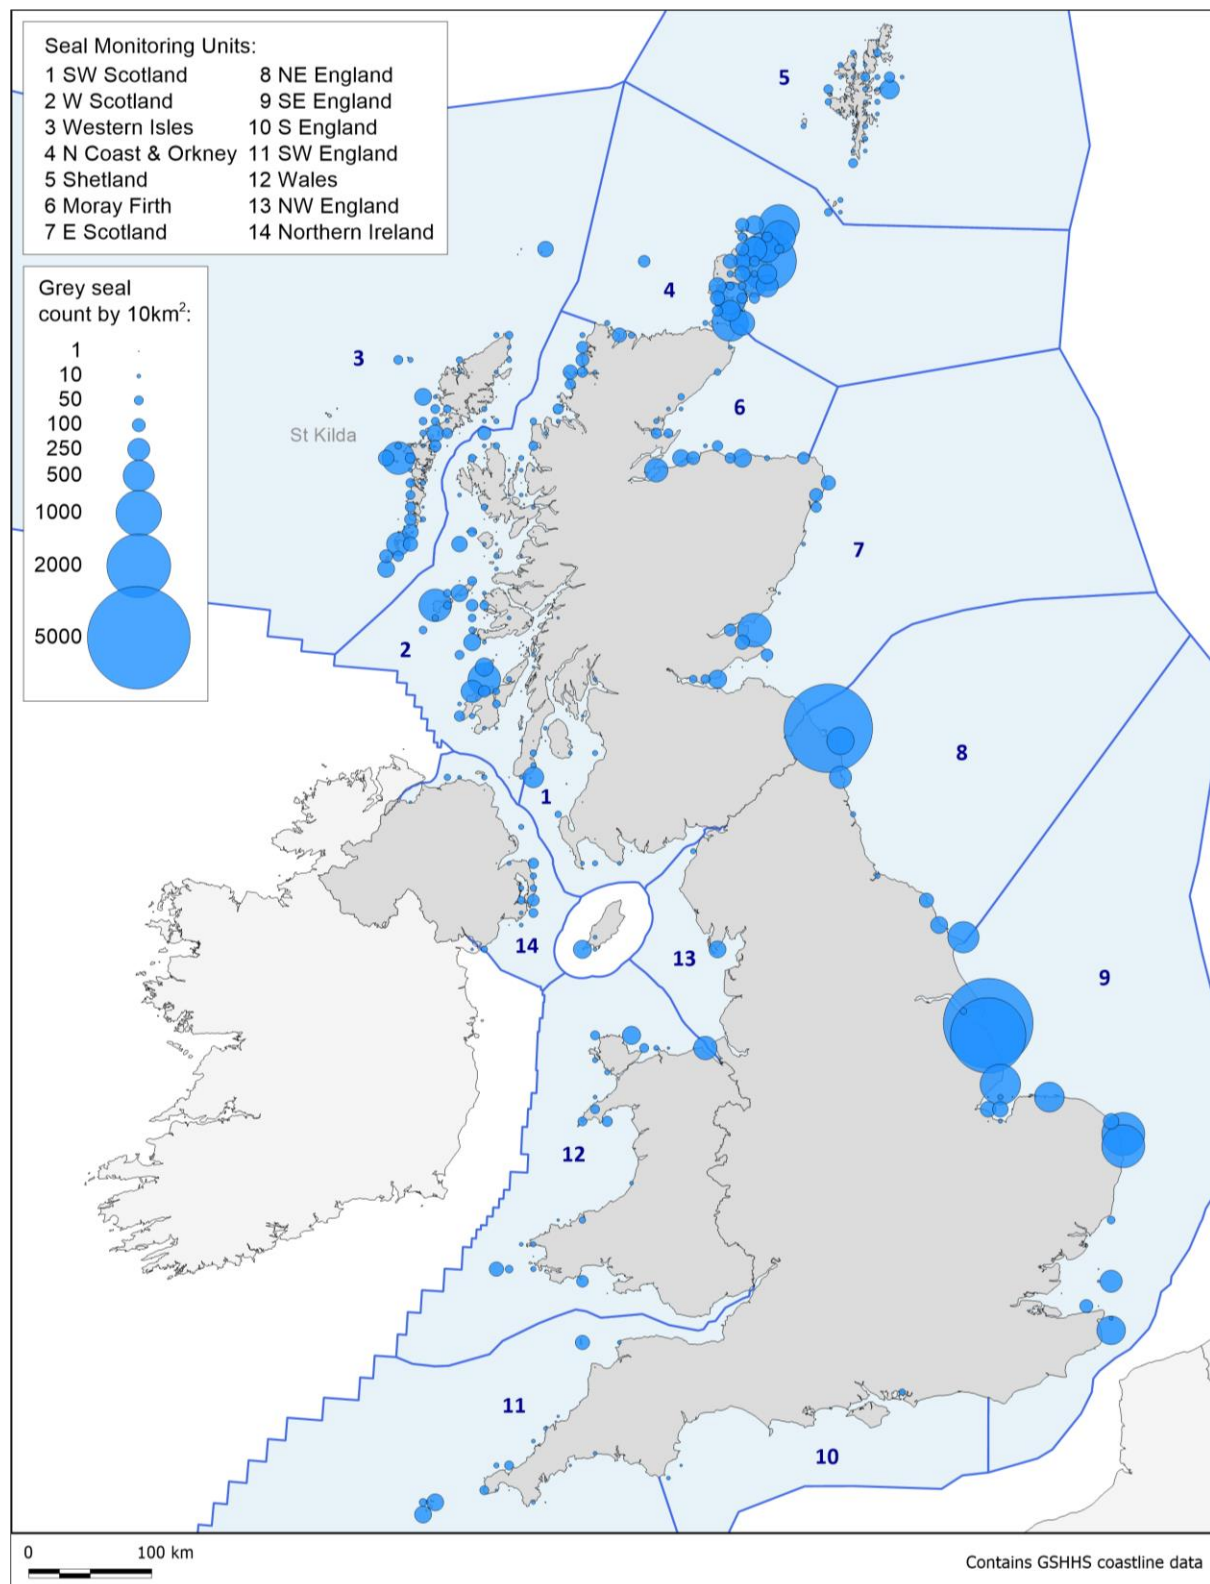 Seal Monitoring Units:
1 SW Scotland 8 NE England
2 W Scotland 9 SE England
3 Western Isles 10 S England
4 N Coast & Orkney 11 SW England
5 Shetland 12 Wales
6 Moray Firth 13 NW England
7 E Scotland 14 Northern Ireland
Grey seal
count by 10km²:
1
10
50
100
250
500
1000
2000
5000
5
4
3
6
St Kilda
7
2
8
1
14
13
9
12
11
10
0 100 km
Contains GSHHS coastline data